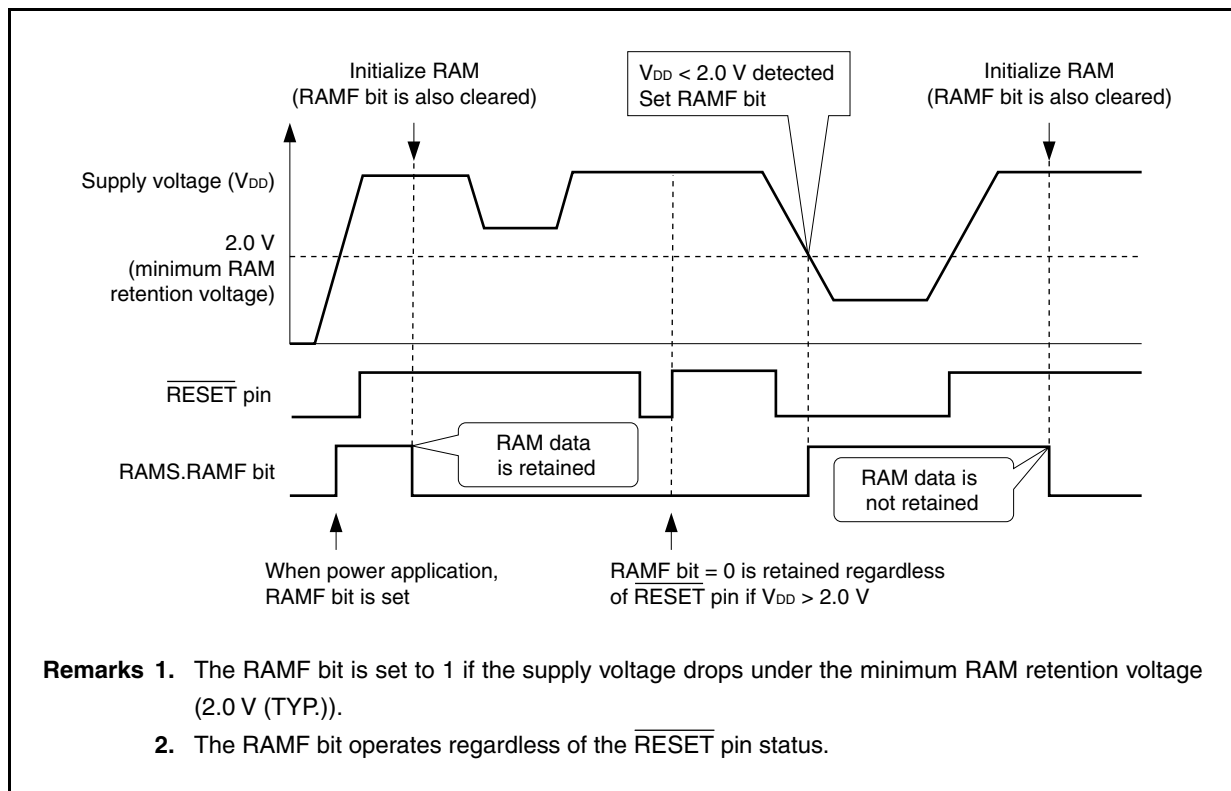 Initialize RAM
(RAMF bit is also cleared)
VDD < 2.0 V detected
Set RAMF bit
Initialize RAM
(RAMF bit is also cleared)
Supply voltage (VDD)
2.0 V
(minimum RAM
retention voltage)
RESET pin
RAMS.RAMF bit
RAM data
is retained
RAM data is
not retained
When power application,
RAMF bit is set
RAMF bit = 0 is retained regardless
of RESET pin if VDD > 2.0 V
Remarks 1. The RAMF bit is set to 1 if the supply voltage drops under the minimum RAM retention voltage
(2.0 V (TYP.)).
2. The RAMF bit operates regardless of the RESET pin status.